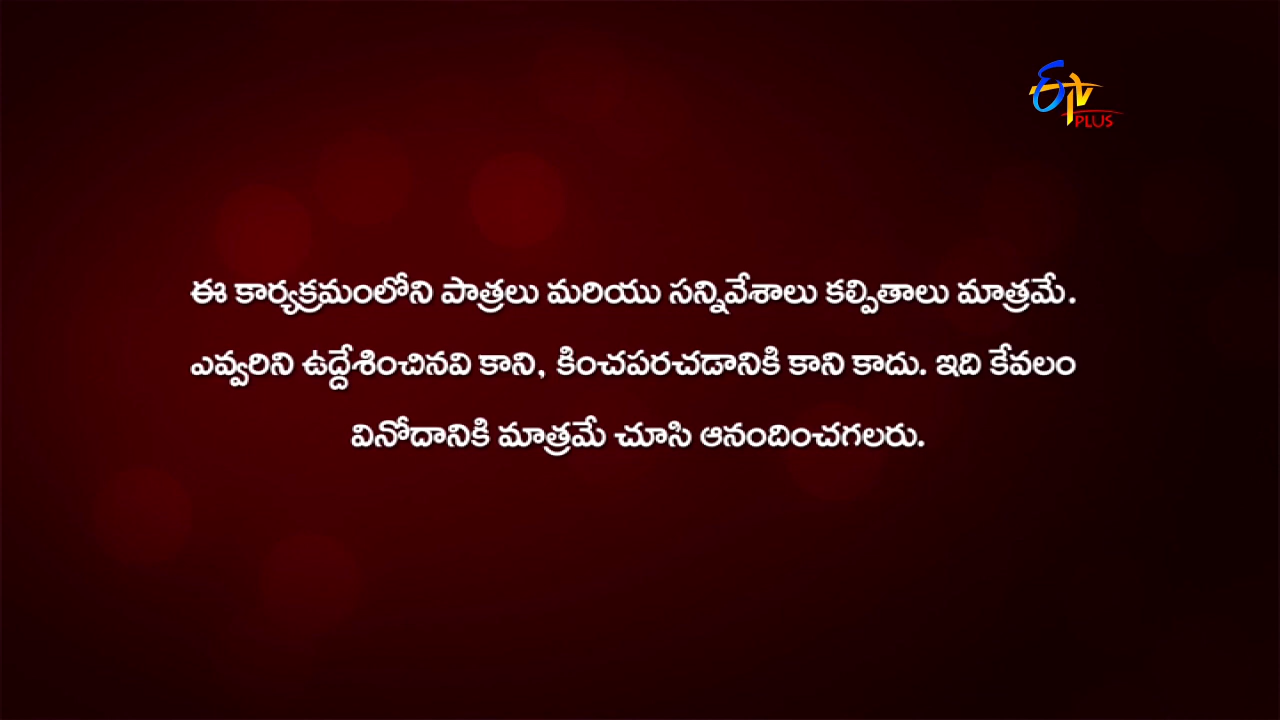 ETV
PLUS
ఈ కార్యక్రమంలోని పాత్రలు మరియు సన్నివేశాలు కల్పితాలు మాత్రమే.
ఎవ్వరిని ఉద్దేశించినవి కాని, కించపరచడానికి కాని కాదు. ఇది కేవలం
వినోదానికి మాత్రమే చూసి ఆనందించగలరు.